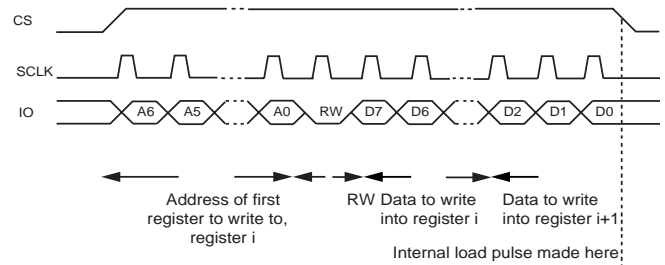 CS
SCLK
IO
A6 A5 A0 RW D7 D6 D2 D1 D0
Address of first
register to write to,
register i
RW Data to write
into register i
Data to write
into register i+1
Internal load pulse made here